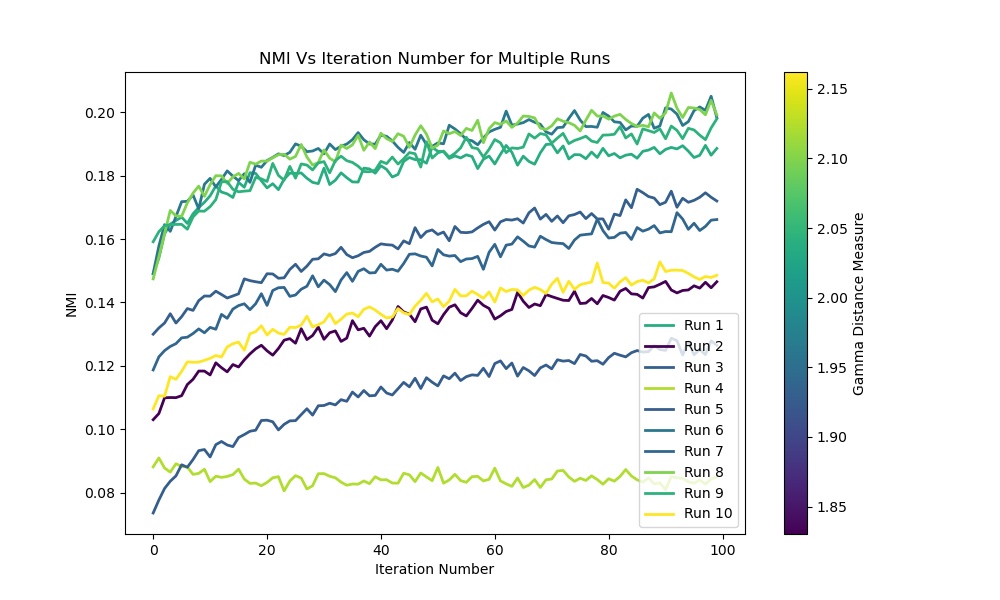 NMI Vs Iteration Number for Multiple Runs
NMI
0.20
0.18
0.16
0.14
0.12
0.10
0.08
0
20
40
60
80
100
Iteration Number
Run 1
Run 2
Run 3
Run 4
Run 5
Run 6
Run 7
Run 8
Run 9
Run 10
2.15
2.10
2.05
2.00
1.95
1.90
1.85
Gamma Distance Measure